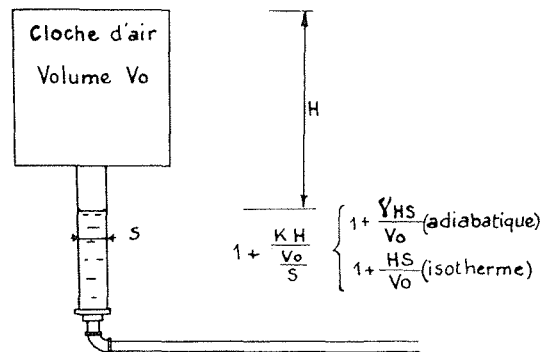 Cloche d'air
Volume Vo
H
S
1 + KH / (Vo / S) { 1 + γHS / Vo (adiabatique)
1 + HS / Vo (isotherme)